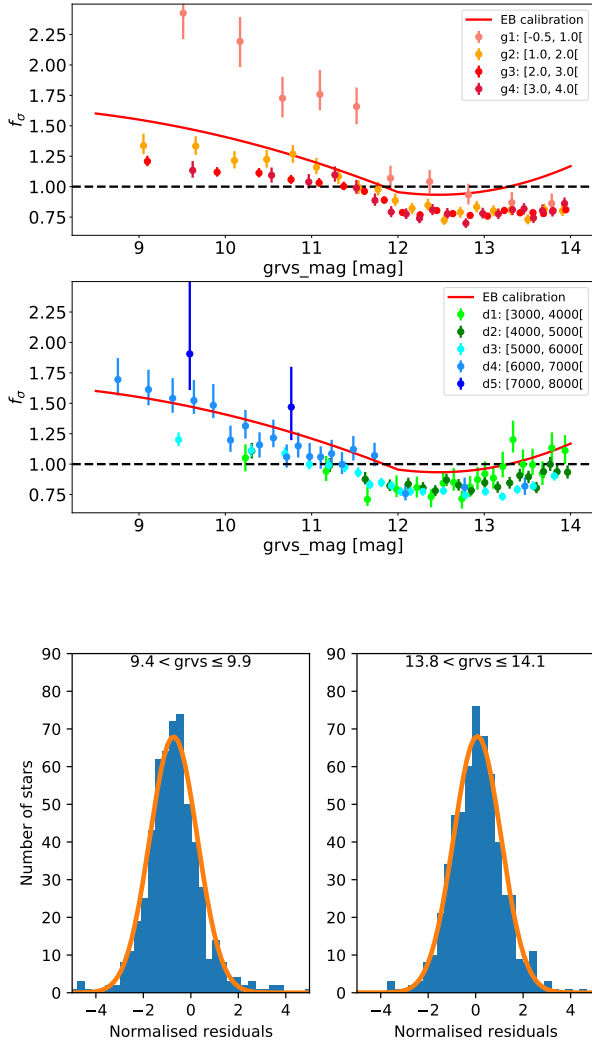 2.25
2.00
1.75
1.50
1.25
1.00
0.75
fσ
EB calibration
g1: [-0.5, 1.0[
g2: [1.0, 2.0[
g3: [2.0, 3.0[
g4: [3.0, 4.0[
9 10 11 12 13 14
grvs_mag [mag]
2.25
2.00
1.75
1.50
1.25
1.00
0.75
fσ
EB calibration
d1: [3000, 4000[
d2: [4000, 5000[
d3: [5000, 6000[
d4: [6000, 7000[
d5: [7000, 8000[
9 10 11 12 13 14
grvs_mag [mag]
90
80
70
60
50
40
30
20
10
0
Number of stars
9.4 < grvs ≤ 9.9
−4 −2 0 2 4
Normalised residuals
90
80
70
60
50
40
30
20
10
0
13.8 < grvs ≤ 14.1
−4 −2 0 2 4
Normalised residuals